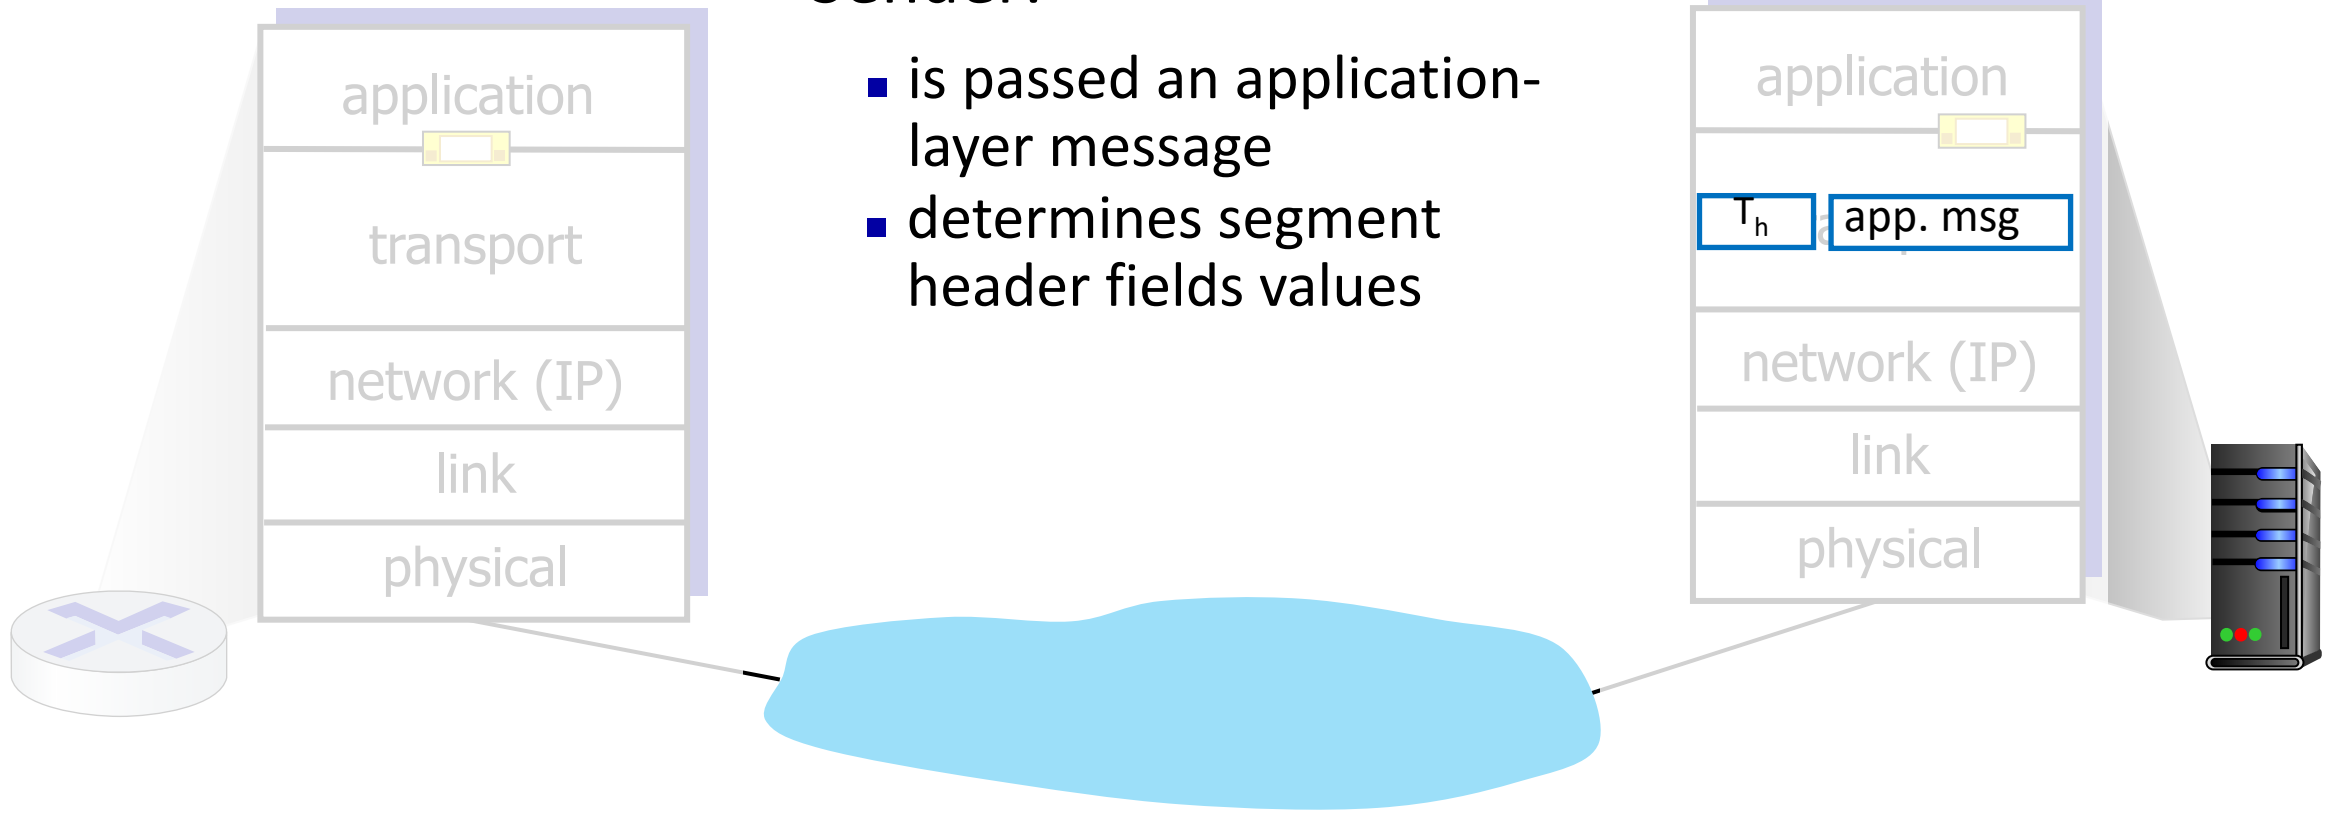 application
transport
network (IP)
link
physical
is passed an application-
layer message
determines segment
header fields values
application
Th
app. msg
network (IP)
link
physical